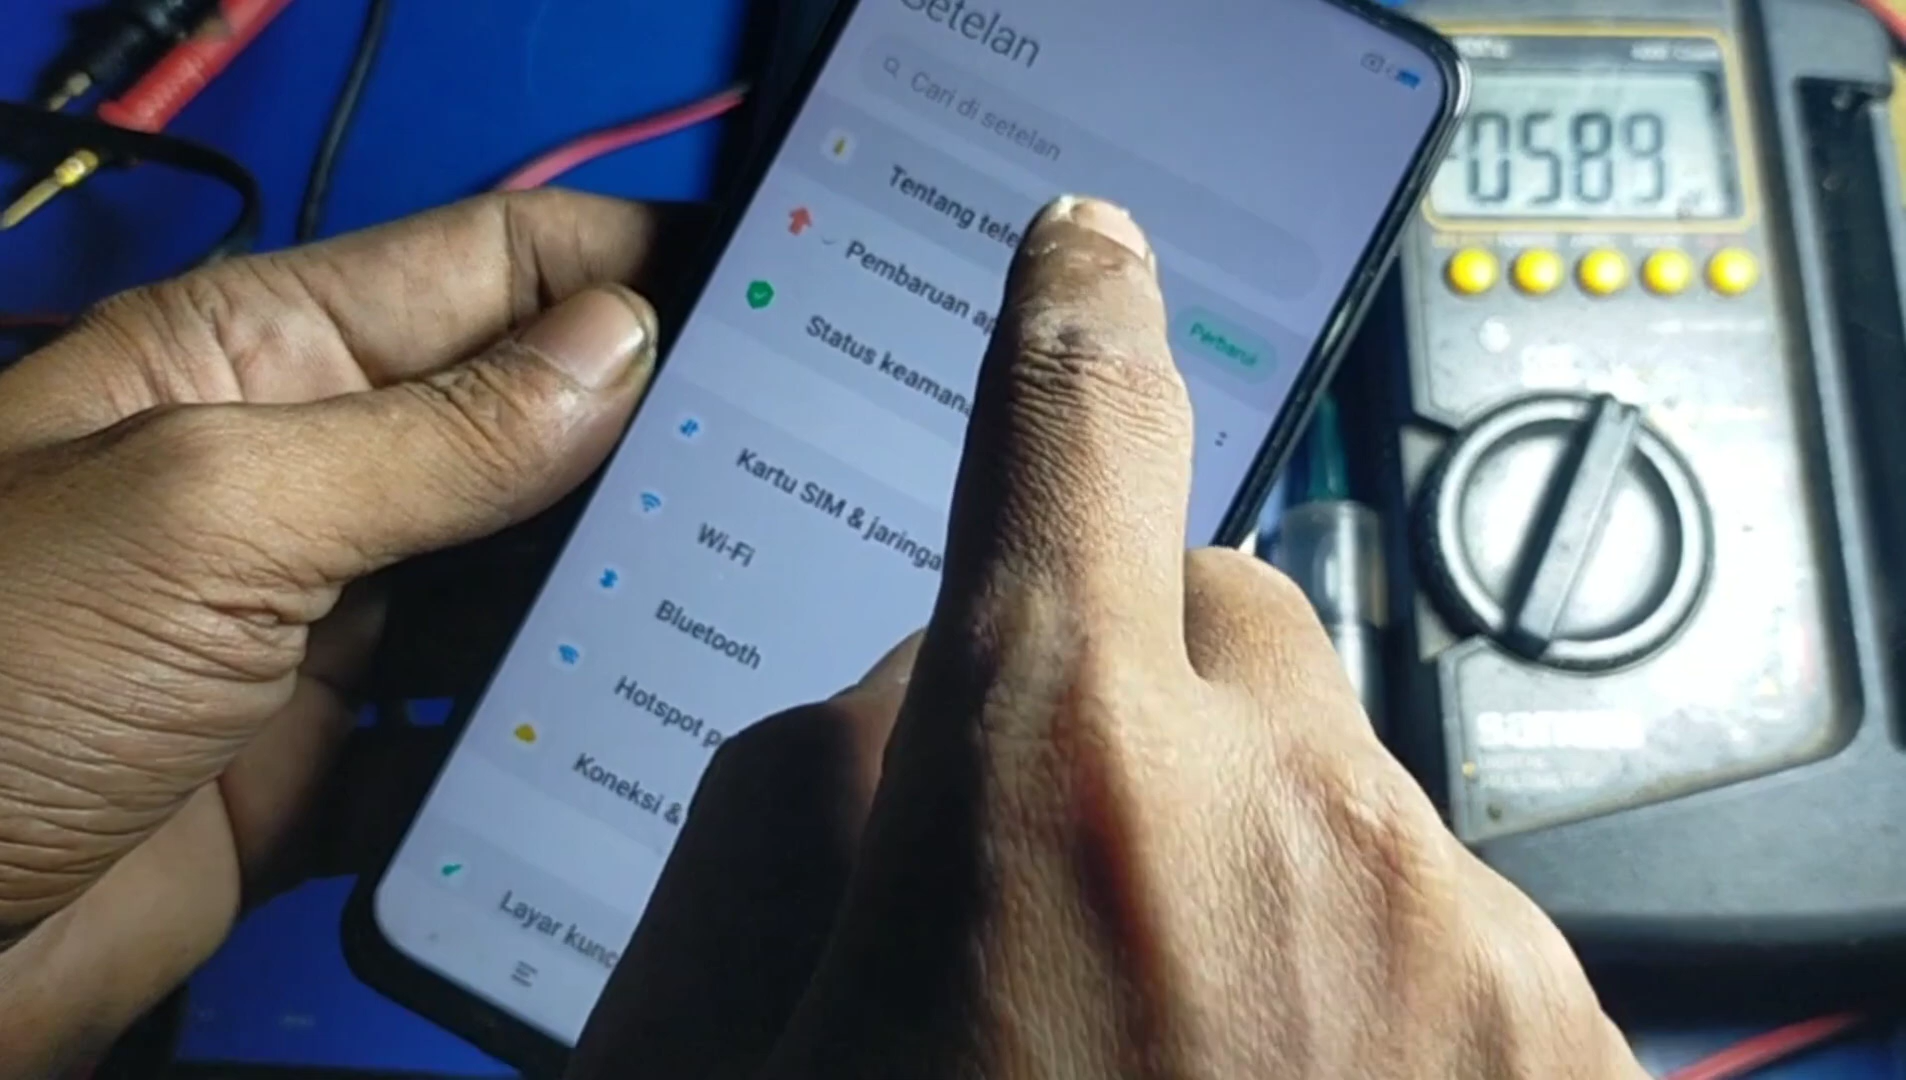 Setelan
Cari di setelan
Tentang tele
Pembaruan ap
Perbarui
Status keamana
Kartu SIM & jaringa
Wi-Fi
Bluetooth
Hotspot p
Koneksi &
Layar kunc
0589